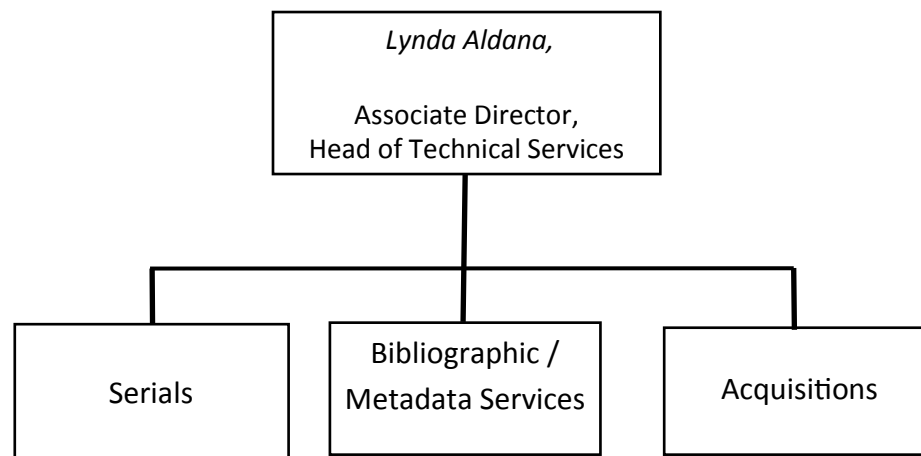 Lynda Aldana,
Associate Director,
Head of Technical Services
Serials
Bibliographic /
Metadata Services
Acquisitions